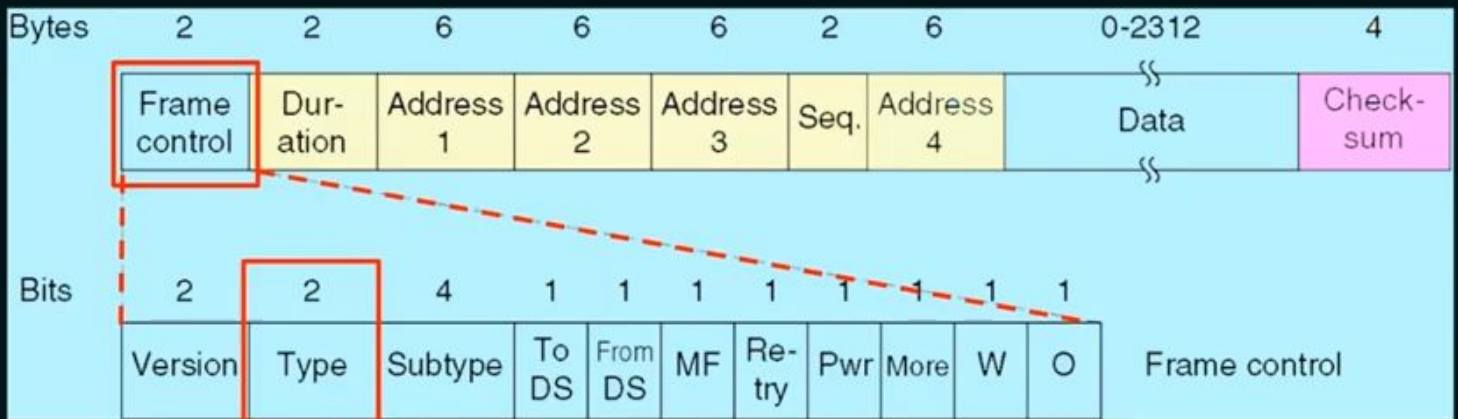 Bytes 2 2 6 6 6 2 6 0-2312 4
Frame control Dur-ation Address 1 Address 2 Address 3 Seq. Address 4 Data Check-sum
Bits 2 2 4 1 1 1 1 1 1 1 1
Version Type Subtype To DS From DS MF Re-try Pwr More W O Frame control